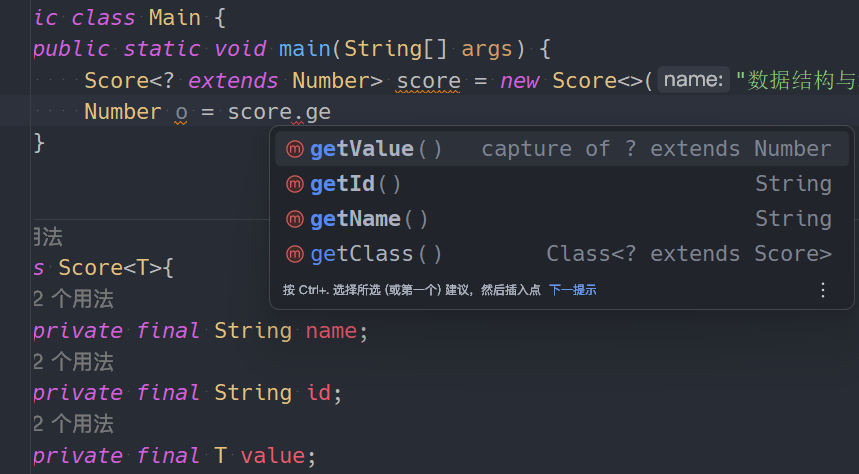 ic class Main {
public static void main(String[] args) {
Score<? extends Number> score = new Score<>( name: "数据结构与
Number o = score.ge
}
getValue() capture of ? extends Number
getId() String
getName() String
getClass() Class<? extends Score>
按 Ctrl+. 选择所选 (或第一个) 建议，然后插入点 下一提示
用法
s Score<T>{
2 个用法
private final String name;
2 个用法
private final String id;
2 个用法
private final T value;